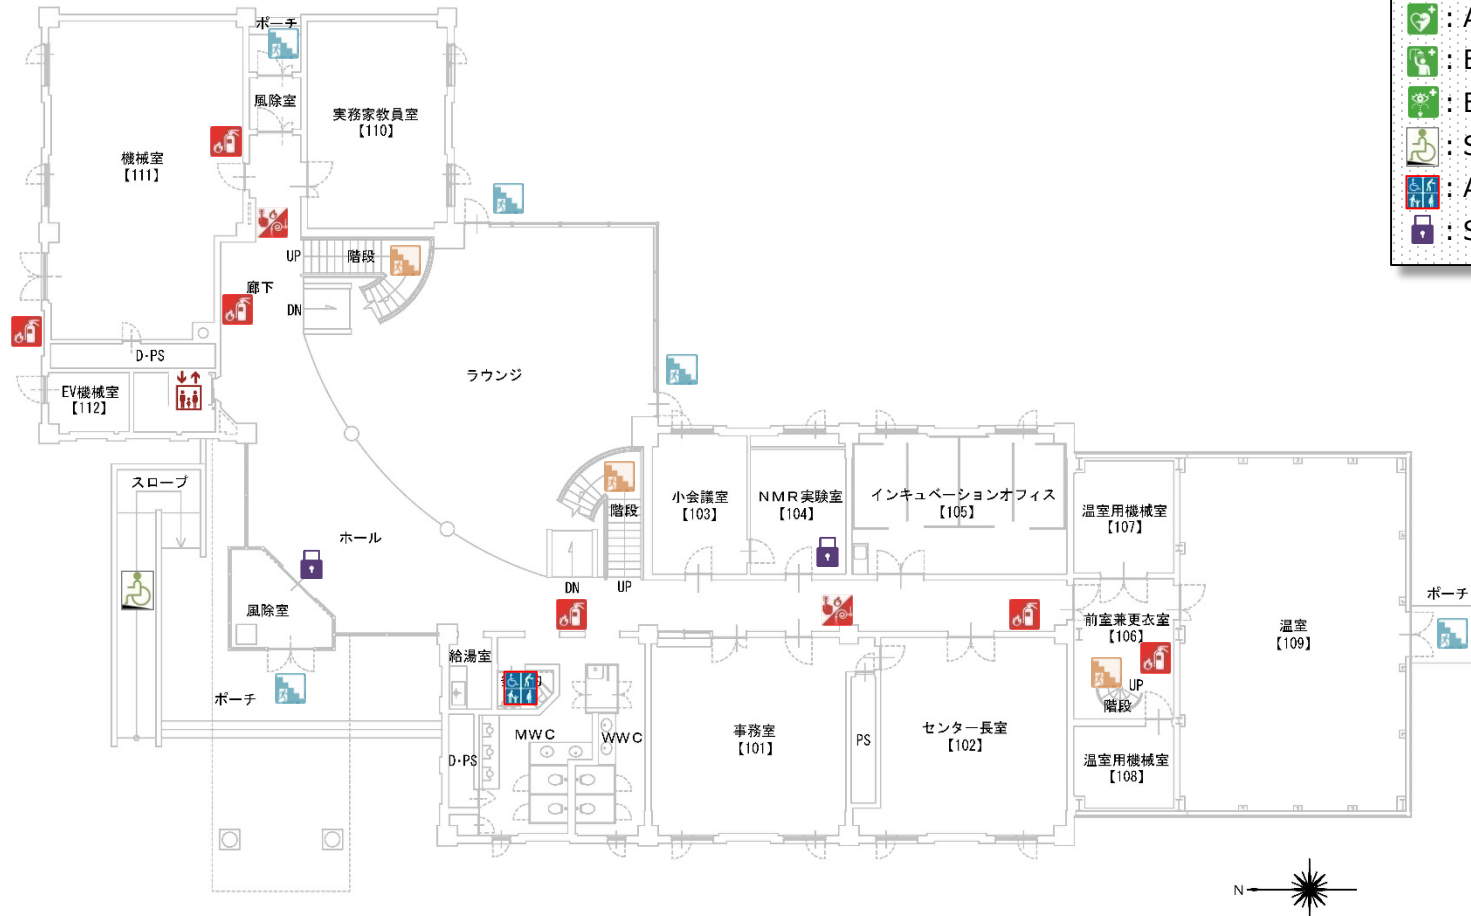 ポーチ
: A
: E
: E
: S
: A
: S
風除室
実務家教員室
【110】
機械室
【111】
UP
階段
廊下
DN
D・PS
EV機械室
【112】
ラウンジ
スロープ
ホール
風除室
ポーチ
階段
DN
UP
小会議室
【103】
NMR実験室
【104】
インキュベーションオフィス
【105】
温室用機械室
【107】
前室兼更衣室
【106】
UP
階段
温室用機械室
【108】
温室
【109】
ポーチ
給湯室
MWC
WWC
D・PS
事務室
【101】
PS
センター長室
【102】
N